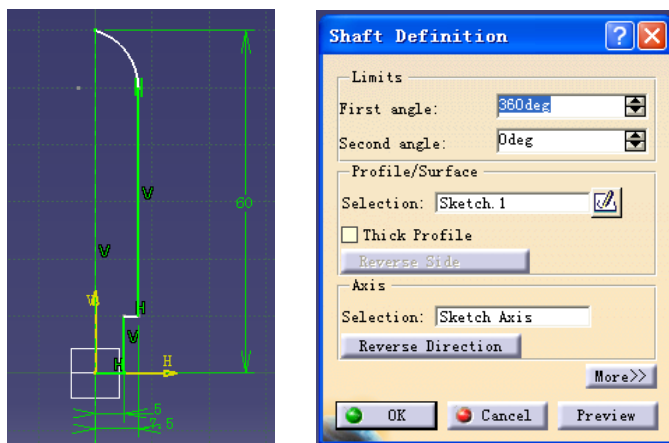 60
V
V
V
H
V
H
H
5
7.5
Shaft Definition
Limits
First angle: 360deg
Second angle: 0deg
Profile/Surface
Selection: Sketch.1
Thick Profile
Reverse Side
Axis
Selection: Sketch Axis
Reverse Direction
More>>
OK Cancel Preview